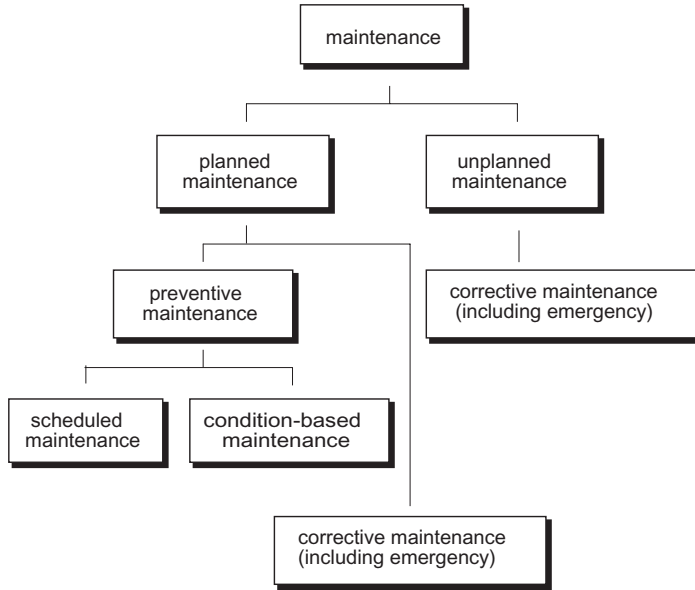 maintenance
planned
maintenance
unplanned
maintenance
preventive
maintenance
corrective maintenance
(including emergency)
scheduled
maintenance
condition-based
maintenance
corrective maintenance
(including emergency)